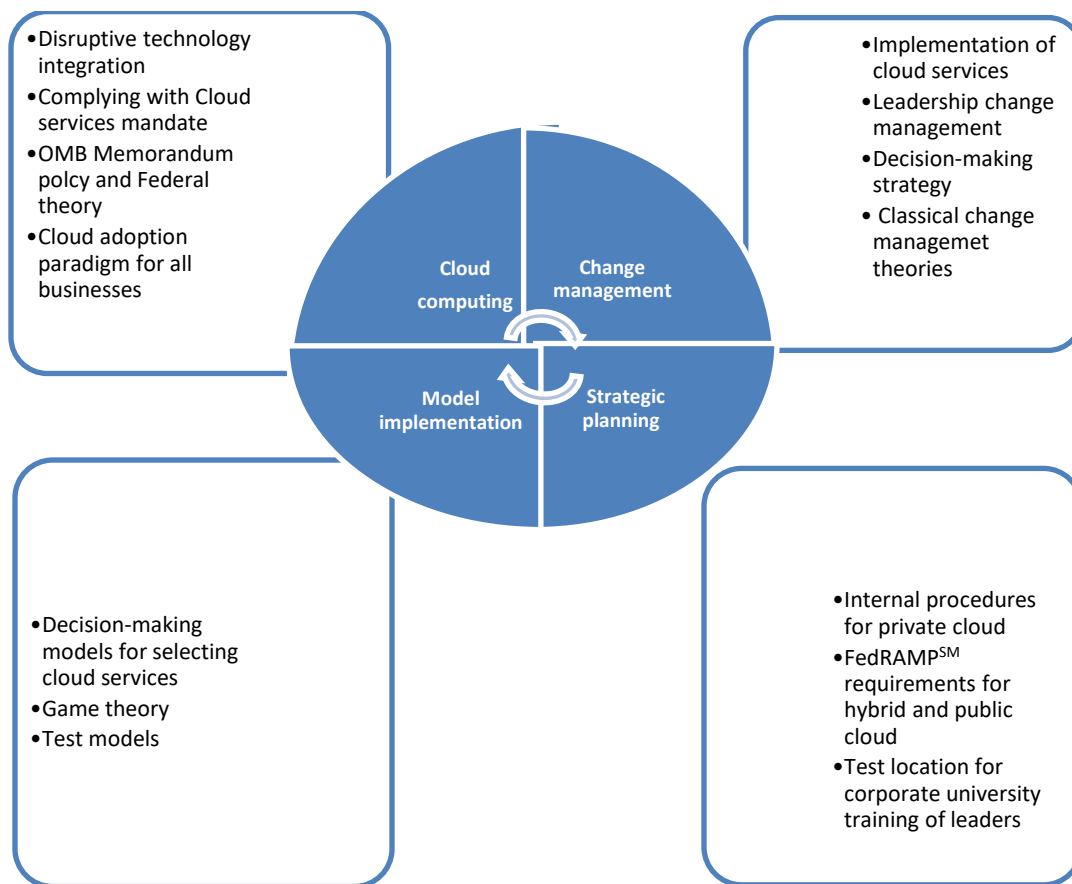 •Disruptive technology
integration
•Complying with Cloud
services mandate
•OMB Memorandum
polcy and Federal
theory
•Cloud adoption
paradigm for all
businesses
•Implementation of
cloud services
•Leadership change
management
•Decision-making
strategy
• Classical change
managemet
theories
Cloud
computing
Change
management
Model
implementation
Strategic
planning
•Decision-making
models for selecting
cloud services
•Game theory
•Test models
•Internal procedures
for private cloud
•FedRAMP℠
requirements for
hybrid and public
cloud
•Test location for
corporate university
training of leaders